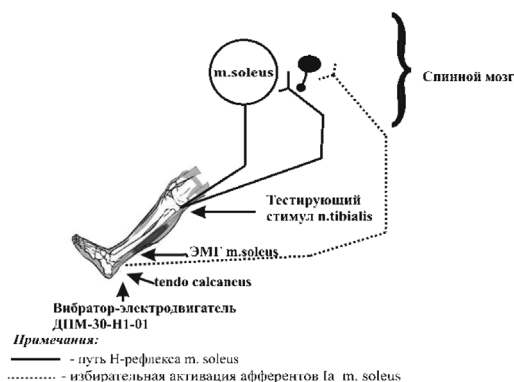 m.soleus
Спинной мозг
Тестирующий
стимул n.tibialis
ЭМГ m.soleus
tendo calcaneus
Вибратор-электродвигатель
ДПМ-30-Н1-01
Примечания:
- путь Н-рефлекса m. soleus
- избирательная активация афферентов Ia m. soleus